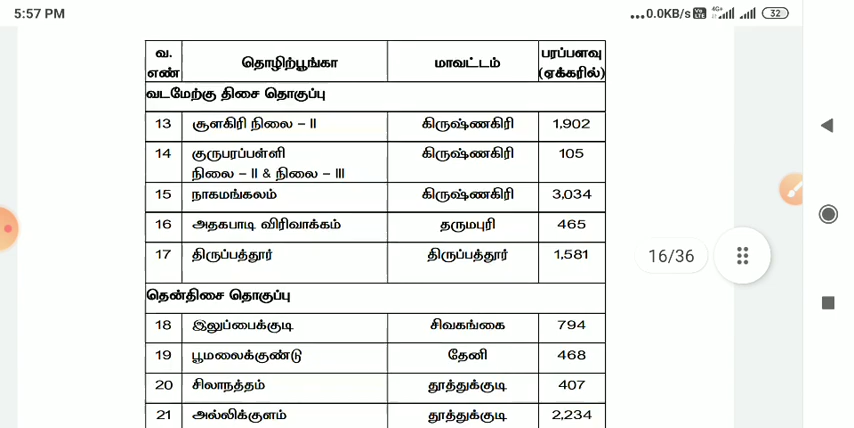 5:57 PM
...0.0KB/s 4G+ 32
வ. எண் தொழிற்பூங்கா மாவட்டம் பரப்பளவு (ஏக்கரில்)
வடமேற்கு திசை தொகுப்பு
13 சூளகிரி நிலை – II கிருஷ்ணகிரி 1,902
14 குருபரப்பள்ளி கிருஷ்ணகிரி 105
நிலை – II & நிலை – III
15 நாகமங்கலம் கிருஷ்ணகிரி 3,034
16 அதகபாடி விரிவாக்கம் தருமபுரி 465
17 திருப்பத்தூர் திருப்பத்தூர் 1,581
16/36
தென்திசை தொகுப்பு
18 இலுப்பைக்குடி சிவகங்கை 794
19 பூமலைக்குண்டு தேனி 468
20 சிலாநத்தம் தூத்துக்குடி 407
21 அல்லிக்குளம் தூத்துக்குடி 2,234